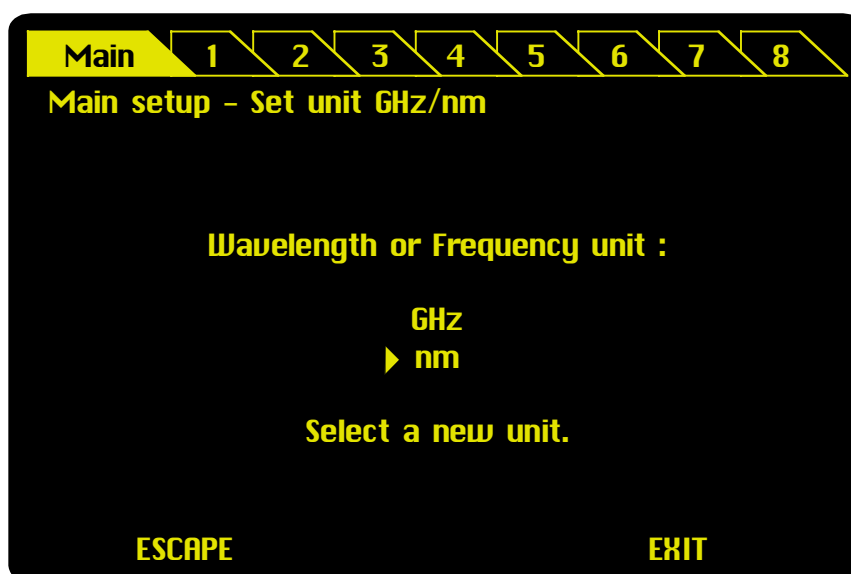 Main 1 2 3 4 5 6 7 8
Main setup - Set unit GHz/nm
Wavelength or Frequency unit :
GHz
nm
Select a new unit.
ESCAPE EXIT